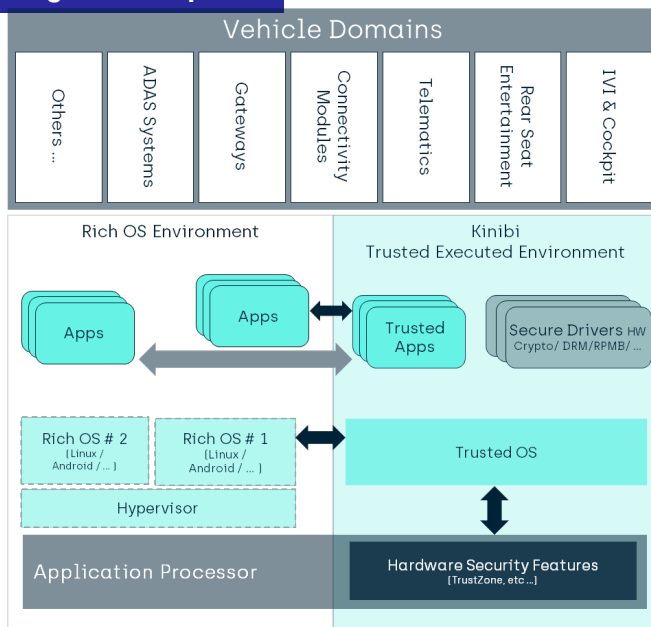 Vehicle Domains
Others ...
ADAS Systems
Gateways
Connectivity
Modules
Telematics
Rear Seat
Entertainment
IVI & Cockpit
Rich OS Environment
Kinibi
Trusted Executed Environment
Apps
Apps
Trusted
Apps
Secure Drivers HW
Crypto/ DRM/RPMB/ ...
Rich OS # 2
[Linux /
Android / ... ]
Rich OS # 1
[Linux /
Android / ... ]
Trusted OS
Hypervisor
Application Processor
Hardware Security Features
[TrustZone, etc ...]